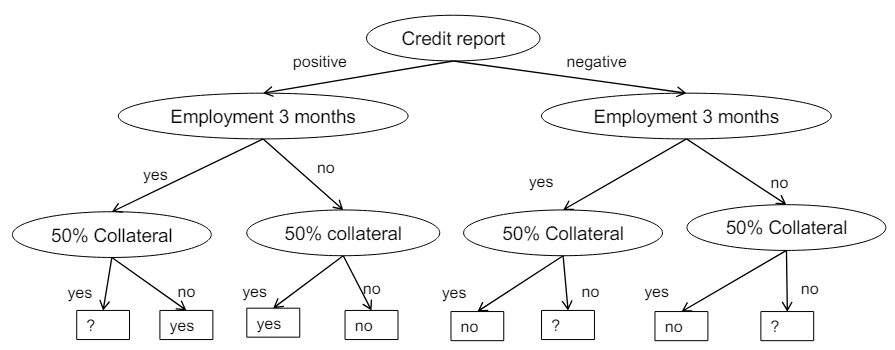 Credit report
positive
negative
Employment 3 months
Employment 3 months
yes
no
yes
no
50% Collateral
50% collateral
50% Collateral
50% Collateral
yes
no
yes
no
yes
no
yes
no
?
yes
yes
no
no
?
no
?